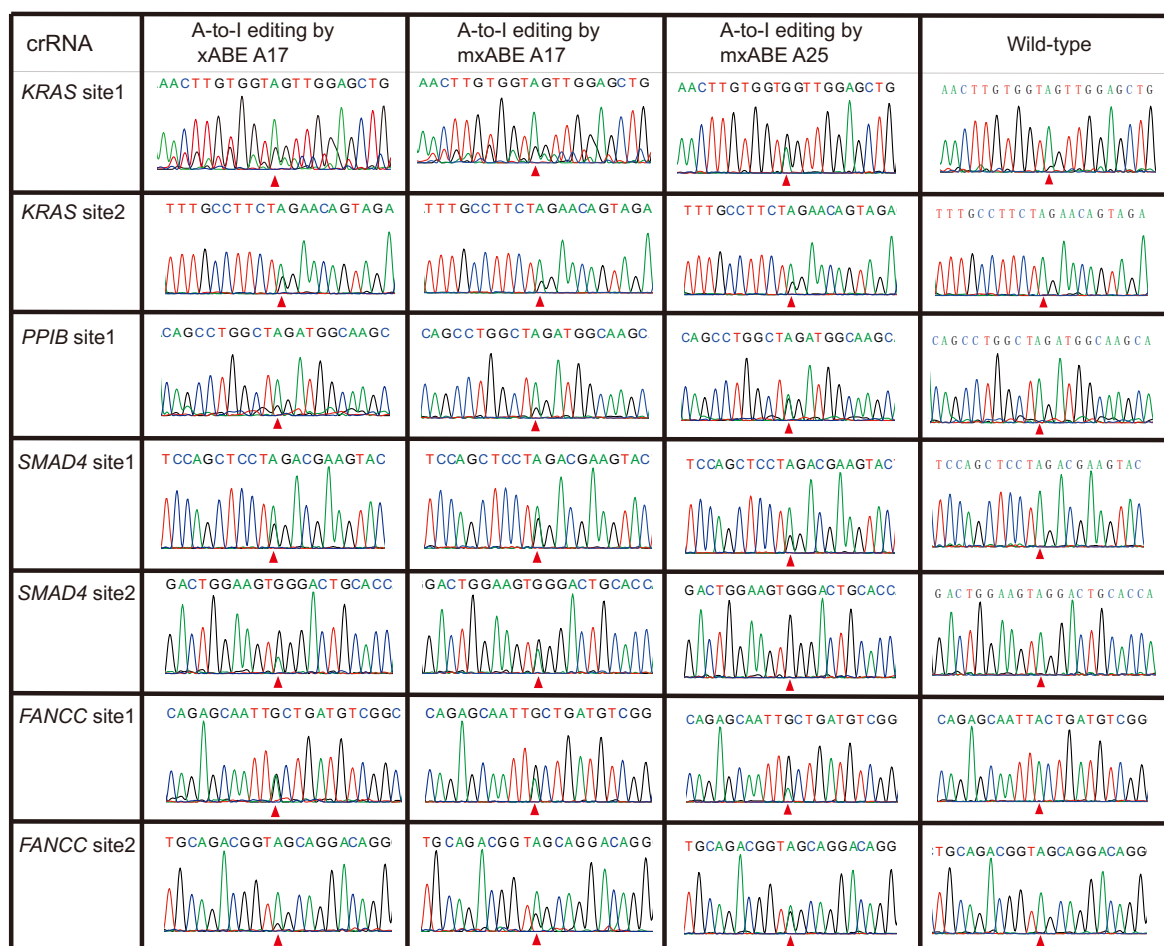 crRNA
A-to-I editing by
xABE A17
A-to-I editing by
mxABE A17
A-to-I editing by
mxABE A25
Wild-type
KRAS site1
AACTTGTGGTAGTTGGAGCTG
AACTTGTGGTAGTTGGAGCTG
AACTTGTGGTGGTTGGAGCTG
AACTTGTGGTAGTTGGAGCTG
KRAS site2
TTTGCCTTCTAGAACAGTAGA
TTTGCCTTCTAGAACAGTAGA
TTTGCCTTCTAGAACAGTAGA
TTTGCCTTCTAGAACAGTAGA
PPIB site1
CAGCCTGGCTAGATGGCAAGC
CAGCCTGGCTAGATGGCAAGC
CAGCCTGGCTAGATGGCAAGC
CAGCCTGGCTAGATGGCAAGCA
SMAD4 site1
TCCAGCTCCTAGACGAAGTAC
TCCAGCTCCTAGACGAAGTAC
TCCAGCTCCTAGACGAAGTAC
TCCAGCTCCTAGACGAAGTAC
SMAD4 site2
GACTGGAAGTGGGACTGCACC
GACTGGAAGTGGGACTGCACC
GACTGGAAGTGGGACTGCACC
GACTGGAAGTAGGACTGCACCA
FANCC site1
CAGAGCAATTGCTGATGTCGGC
CAGAGCAATTGCTGATGTCGG
CAGAGCAATTGCTGATGTCGG
CAGAGCAATTACTGATGTCGG
FANCC site2
TGCAGACGGTAGCAGGACAGG
TGCAGACGGTAGCAGGACAGG
TGCAGACGGTAGCAGGACAGG
TGCAGACGGTAGCAGGACAGG